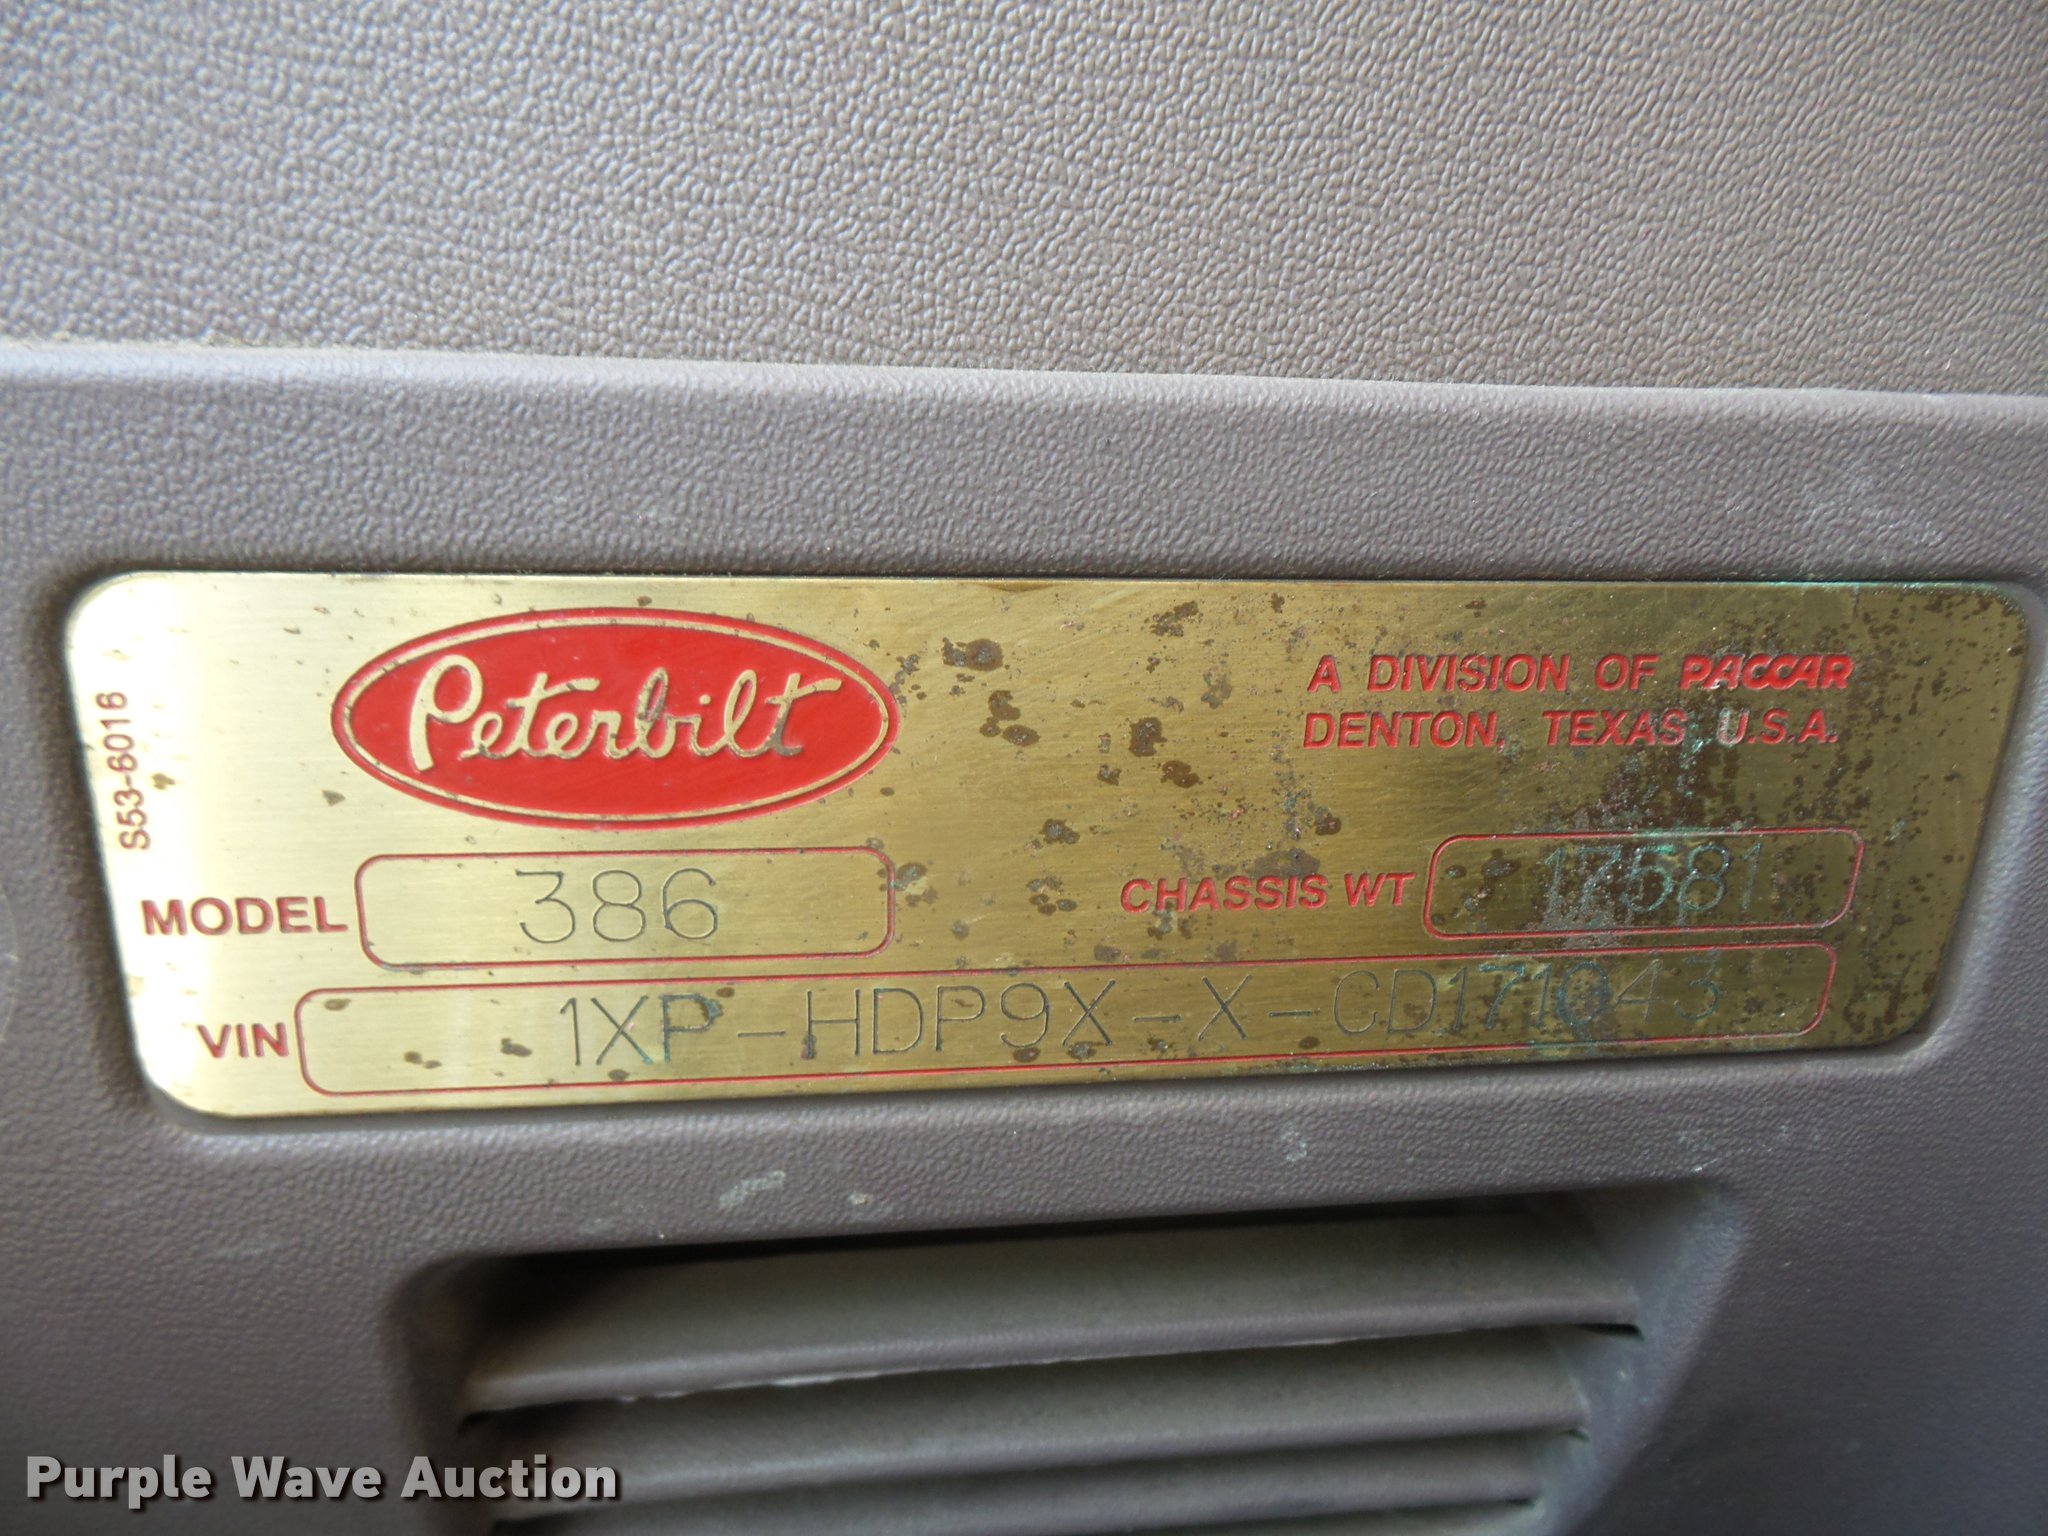 S53-6016
Peterbilt
A DIVISION OF PACCAR
DENTON, TEXAS U.S.A.
MODEL 386
CHASSIS WT 17581
VIN 1XP-HDP9X-X-CD171043
Purple Wave Auction